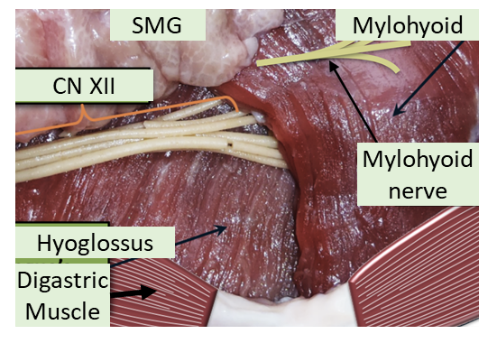 SMG
Mylohyoid
CN XII
Mylohyoid
nerve
Hyoglossus
Digastric
Muscle